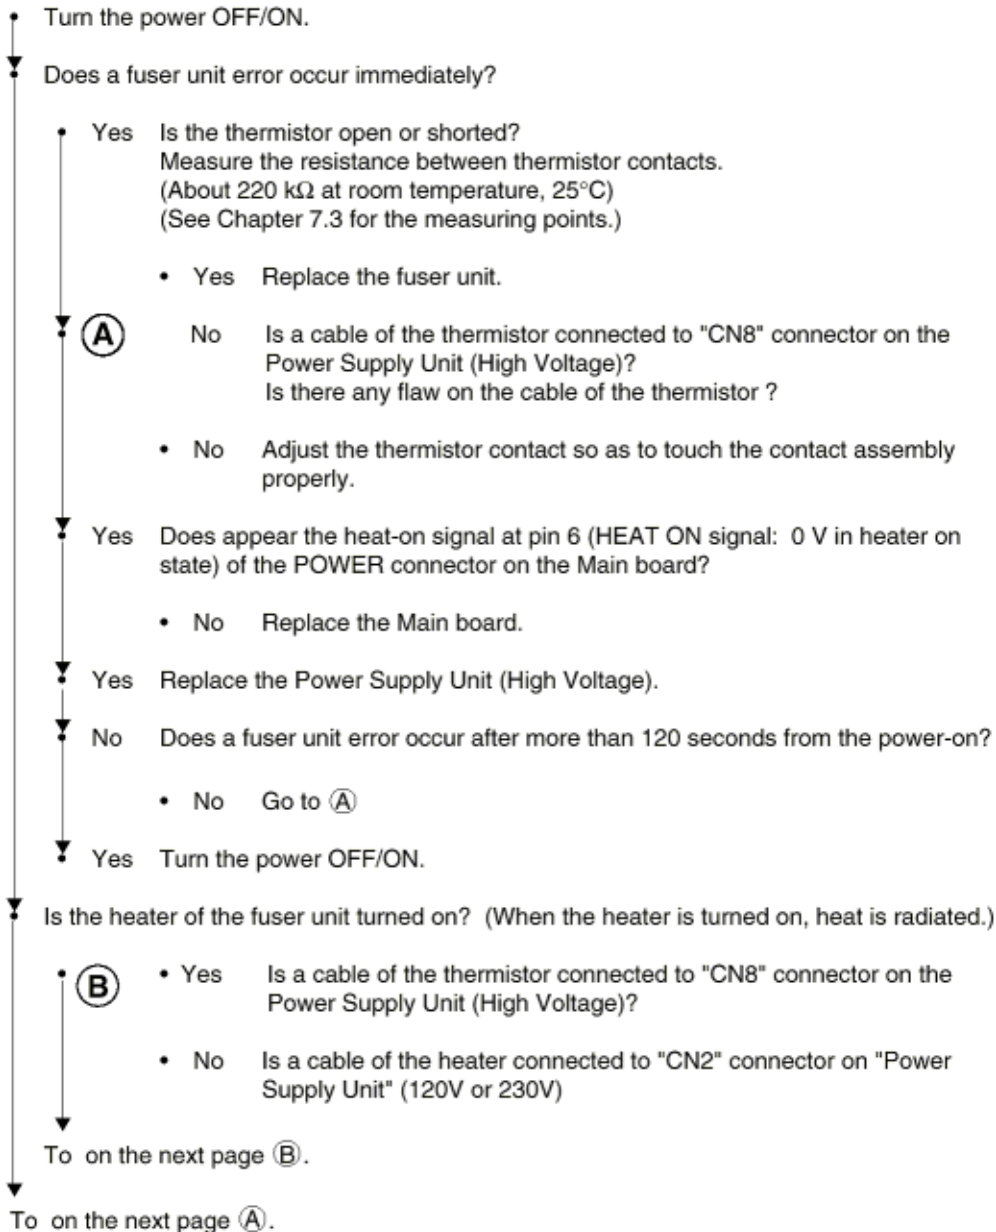 • Turn the power OFF/ON.
• Does a fuser unit error occur immediately?
• Yes Is the thermistor open or shorted?
Measure the resistance between thermistor contacts.
(About 220 kΩ at room temperature, 25°C)
(See Chapter 7.3 for the measuring points.)
• Yes Replace the fuser unit.
• Ⓐ No Is a cable of the thermistor connected to "CN8" connector on the
Power Supply Unit (High Voltage)?
Is there any flaw on the cable of the thermistor ?
• No Adjust the thermistor contact so as to touch the contact assembly
properly.
• Yes Does appear the heat-on signal at pin 6 (HEAT ON signal: 0 V in heater on
state) of the POWER connector on the Main board?
• No Replace the Main board.
• Yes Replace the Power Supply Unit (High Voltage).
• No Does a fuser unit error occur after more than 120 seconds from the power-on?
• No Go to Ⓐ
• Yes Turn the power OFF/ON.
• Is the heater of the fuser unit turned on? (When the heater is turned on, heat is radiated.)
• Ⓑ • Yes Is a cable of the thermistor connected to "CN8" connector on the
Power Supply Unit (High Voltage)?
• No Is a cable of the heater connected to "CN2" connector on "Power
Supply Unit" (120V or 230V)
To on the next page Ⓑ.
To on the next page Ⓐ.